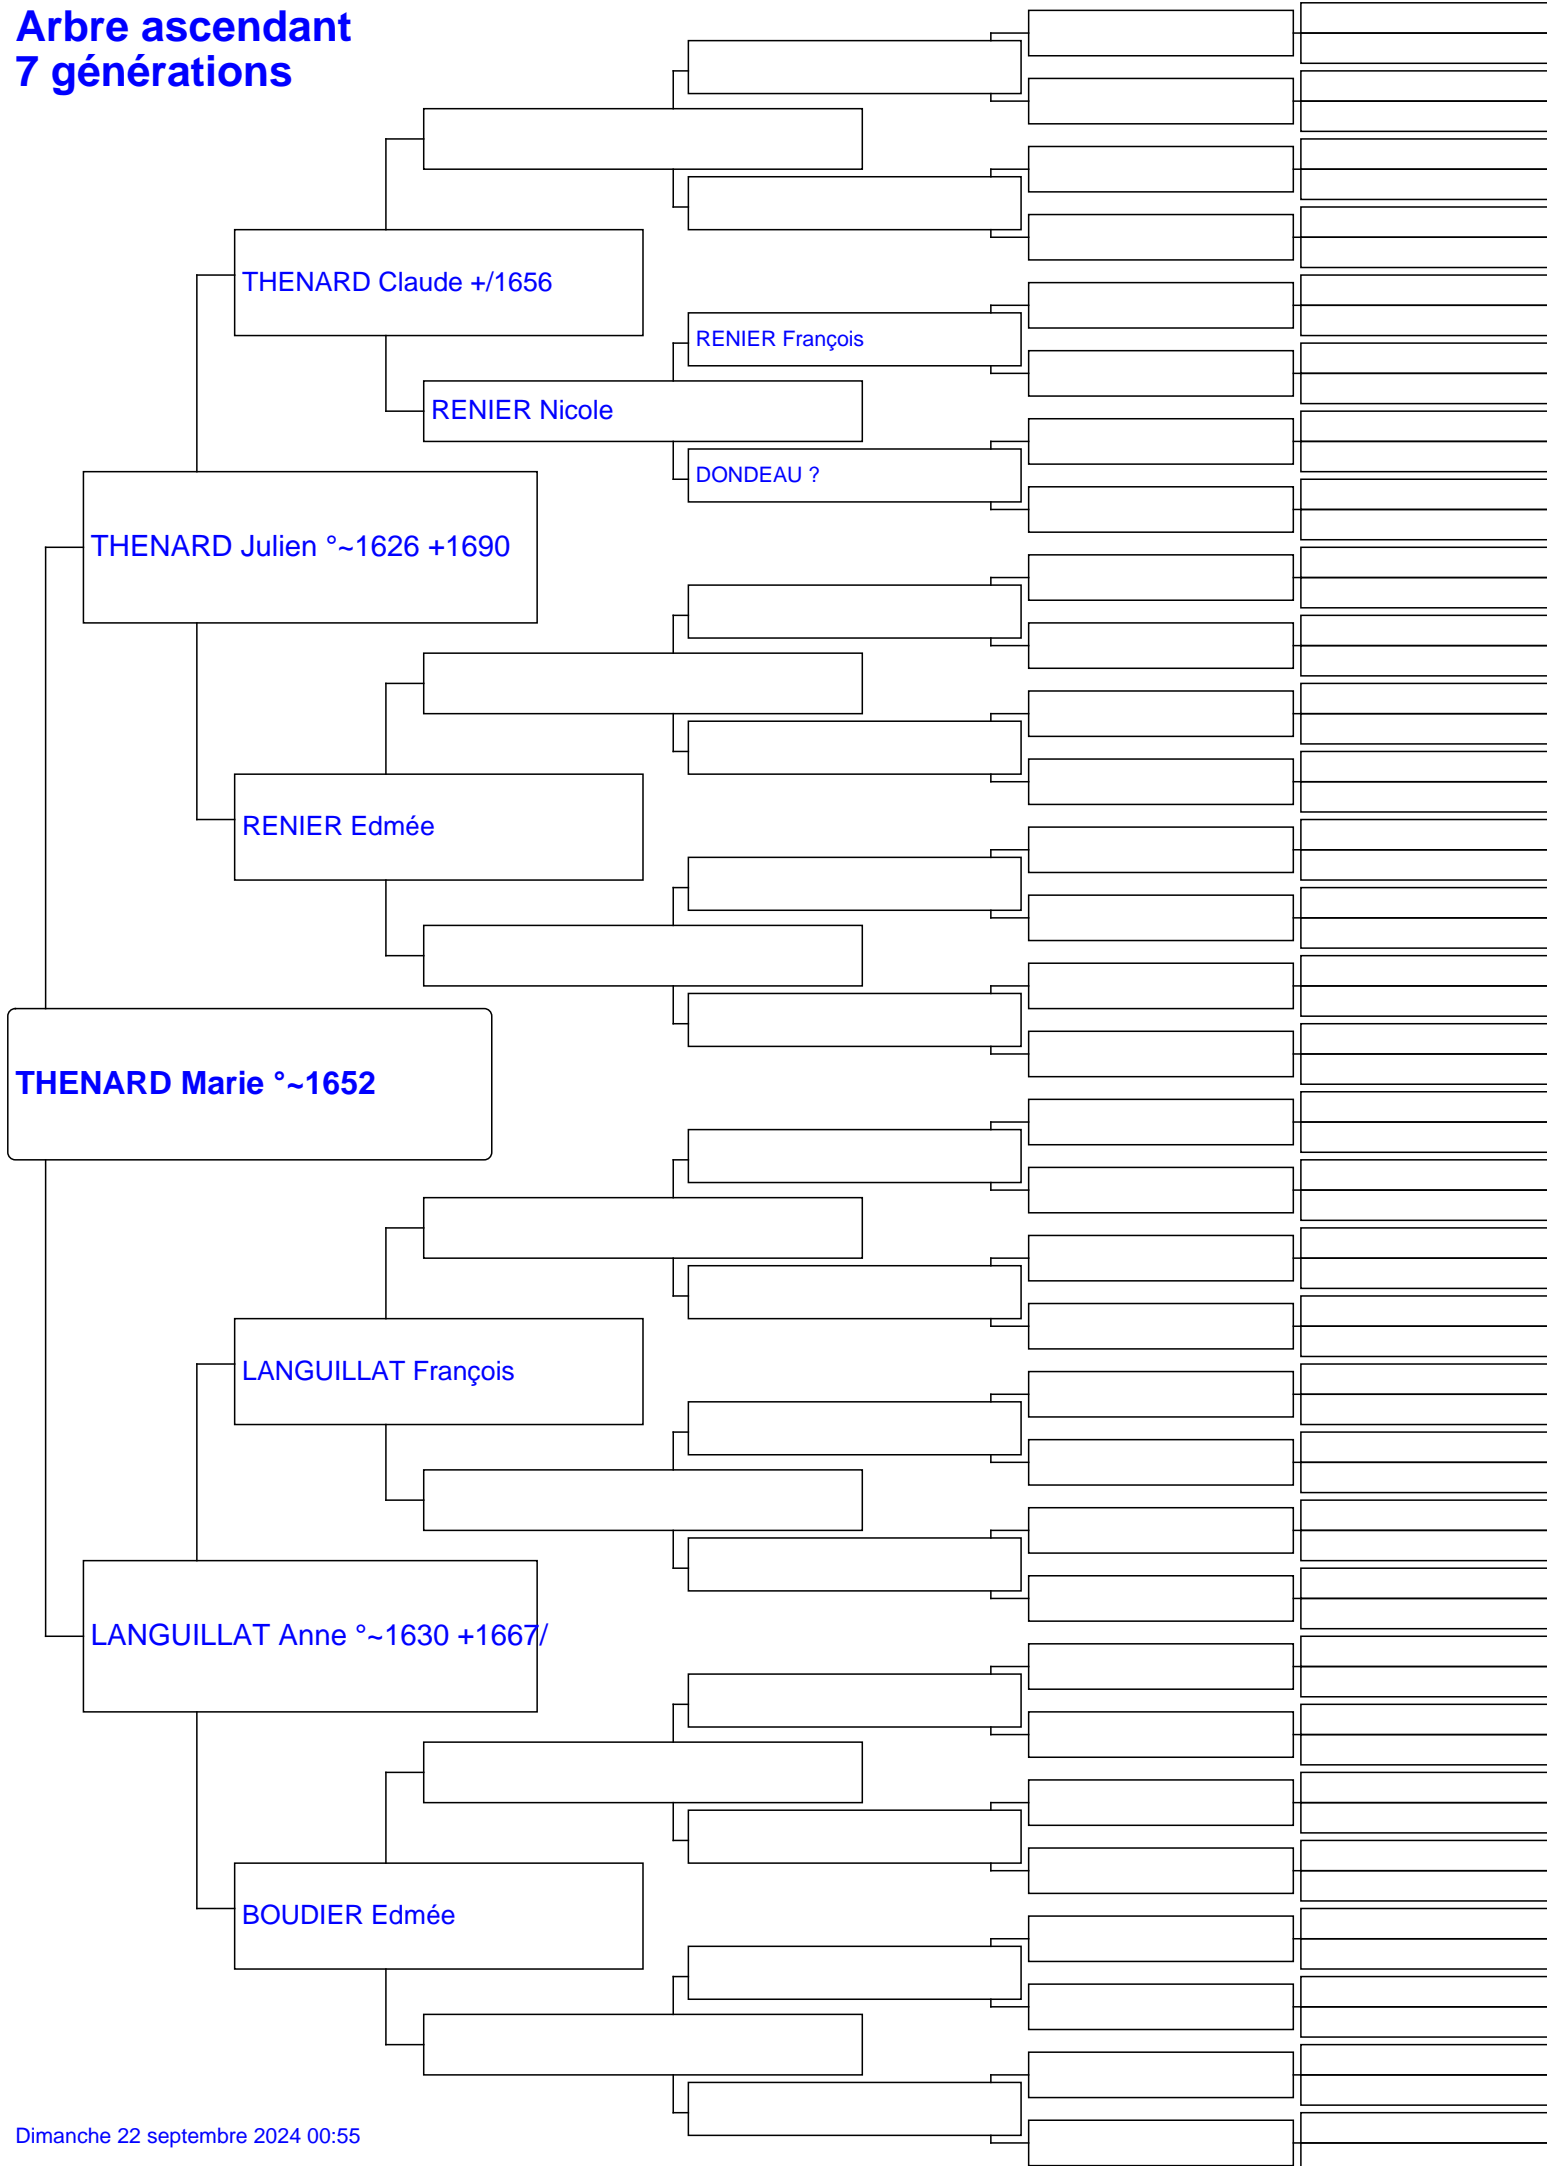 Arbre ascendant
7 générations
THENARD Claude +/1656
RENIER François
RENIER Nicole
DONDEAU ?
THENARD Julien °~1626 +1690
RENIER Edmée
THENARD Marie °~1652
LANGUILLAT François
LANGUILLAT Anne °~1630 +1667/
BOUDIER Edmée
Dimanche 22 septembre 2024 00:55